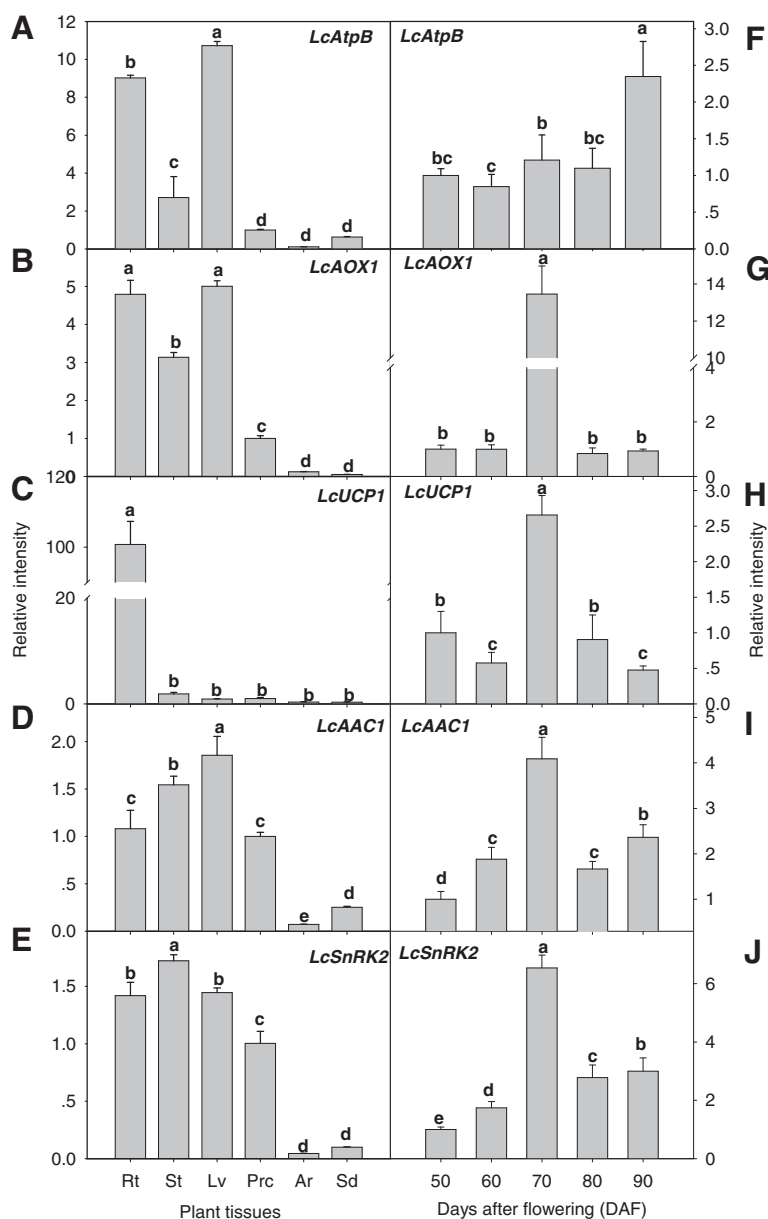 A
12
10
8
6
4
2
0
LcAtpB
b
c
a
d
d
d
LcAtpB
F
3.0
2.5
2.0
1.5
1.0
.5
0.0
bc
c
b
bc
a
B
5
4
3
2
1
0
LcAOX1
a
b
a
c
d
d
LcAOX1
G
14
12
10
4
2
0
b
b
a
b
b
C
120
100
20
0
Relative intensity
LcUCP1
a
b
b
b
b
b
LcUCP1
H
3.0
2.5
2.0
1.5
1.0
.5
0.0
Relative intensity
b
c
a
b
c
D
2.0
1.5
1.0
.5
0.0
LcAAC1
c
b
a
c
e
d
LcAAC1
I
5
4
3
2
1
d
c
a
c
b
E
1.5
1.0
.5
0.0
LcSnRK2
b
a
b
c
d
d
LcSnRK2
J
6
4
2
0
e
d
a
c
b
Rt St Lv Prc Ar Sd
50 60 70 80 90
Plant tissues
Days after flowering (DAF)